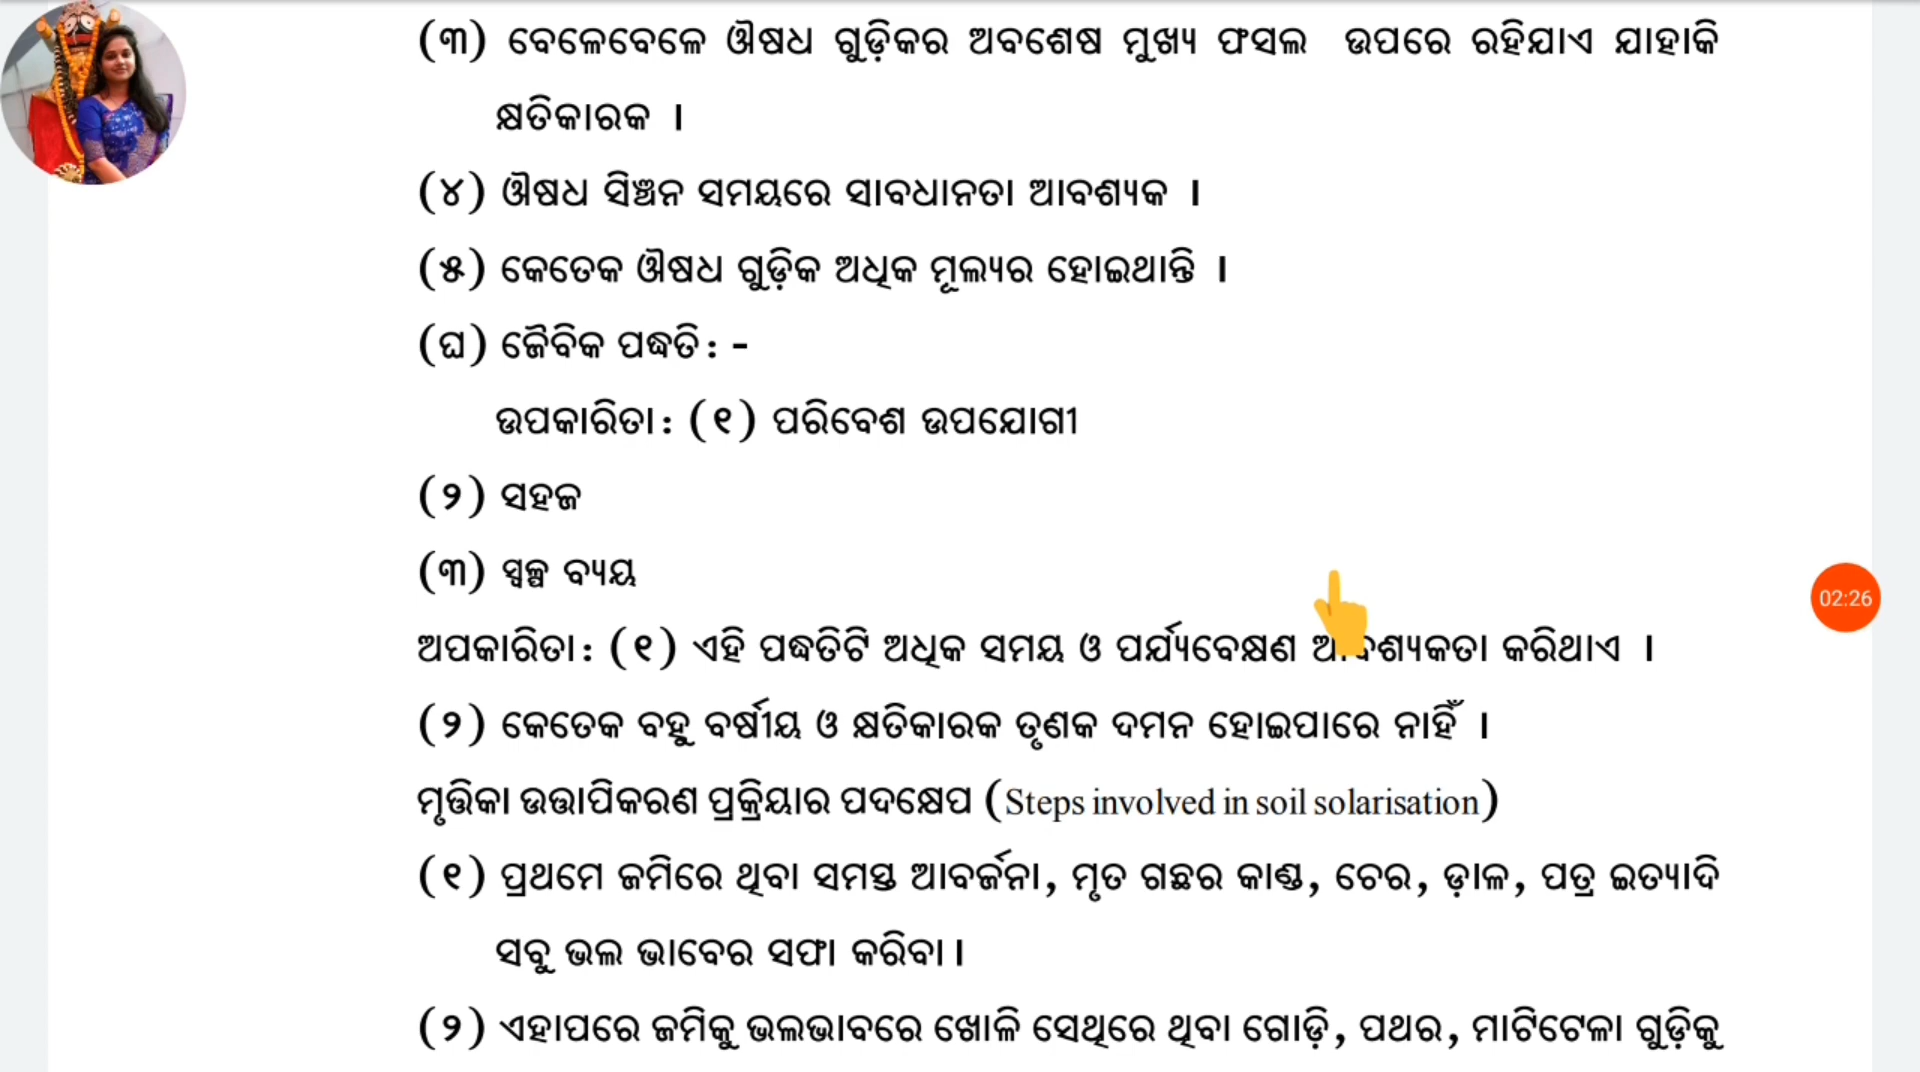 (୩) ବେଳେବେଳେ ଔଷଧ ଗୁଡ଼ିକର ଅବଶେଷ ମୁଖ୍ୟ ଫସଲ ଉପରେ ରହିଯାଏ ଯାହାକି
କ୍ଷତିକାରକ ।
(୪) ଔଷଧ ସିଞ୍ଚନ ସମୟରେ ସାବଧାନତା ଆବଶ୍ୟକ ।
(୫) କେତେକ ଔଷଧ ଗୁଡ଼ିକ ଅଧିକ ମୂଲ୍ୟର ହୋଇଥାନ୍ତି ।
(ଘ) ଜୈବିକ ପଦ୍ଧତି: -
ଉପକାରିତା: (୧) ପରିବେଶ ଉପଯୋଗୀ
(୨) ସହଜ
(୩) ସ୍ୱଳ୍ପ ବ୍ୟୟ
02:26
ଅପକାରିତା: (୧) ଏହି ପଦ୍ଧତିଟି ଅଧିକ ସମୟ ଓ ପର୍ଯ୍ୟବେକ୍ଷଣ ଆବଶ୍ୟକତା କରିଥାଏ ।
(୨) କେତେକ ବହୁ ବର୍ଷୀୟ ଓ କ୍ଷତିକାରକ ତୃଣକ ଦମନ ହୋଇପାରେ ନାହିଁ ।
ମୃତ୍ତିକା ଉତ୍ତାପିକରଣ ପ୍ରକ୍ରିୟାର ପଦକ୍ଷେପ (Steps involved in soil solarisation)
(୧) ପ୍ରଥମେ ଜମିରେ ଥିବା ସମସ୍ତ ଆବର୍ଜନା, ମୃତ ଗଛର କାଣ୍ଡ, ଚେର, ଡ଼ାଳ, ପତ୍ର ଇତ୍ୟାଦି
ସବୁ ଭଲ ଭାବେର ସଫା କରିବା।
(୨) ଏହାପରେ ଜମିକୁ ଭଲଭାବରେ ଖୋଳି ସେଥିରେ ଥିବା ଗୋଡ଼ି, ପଥର, ମାଟିଟେଳା ଗୁଡ଼ିକୁ